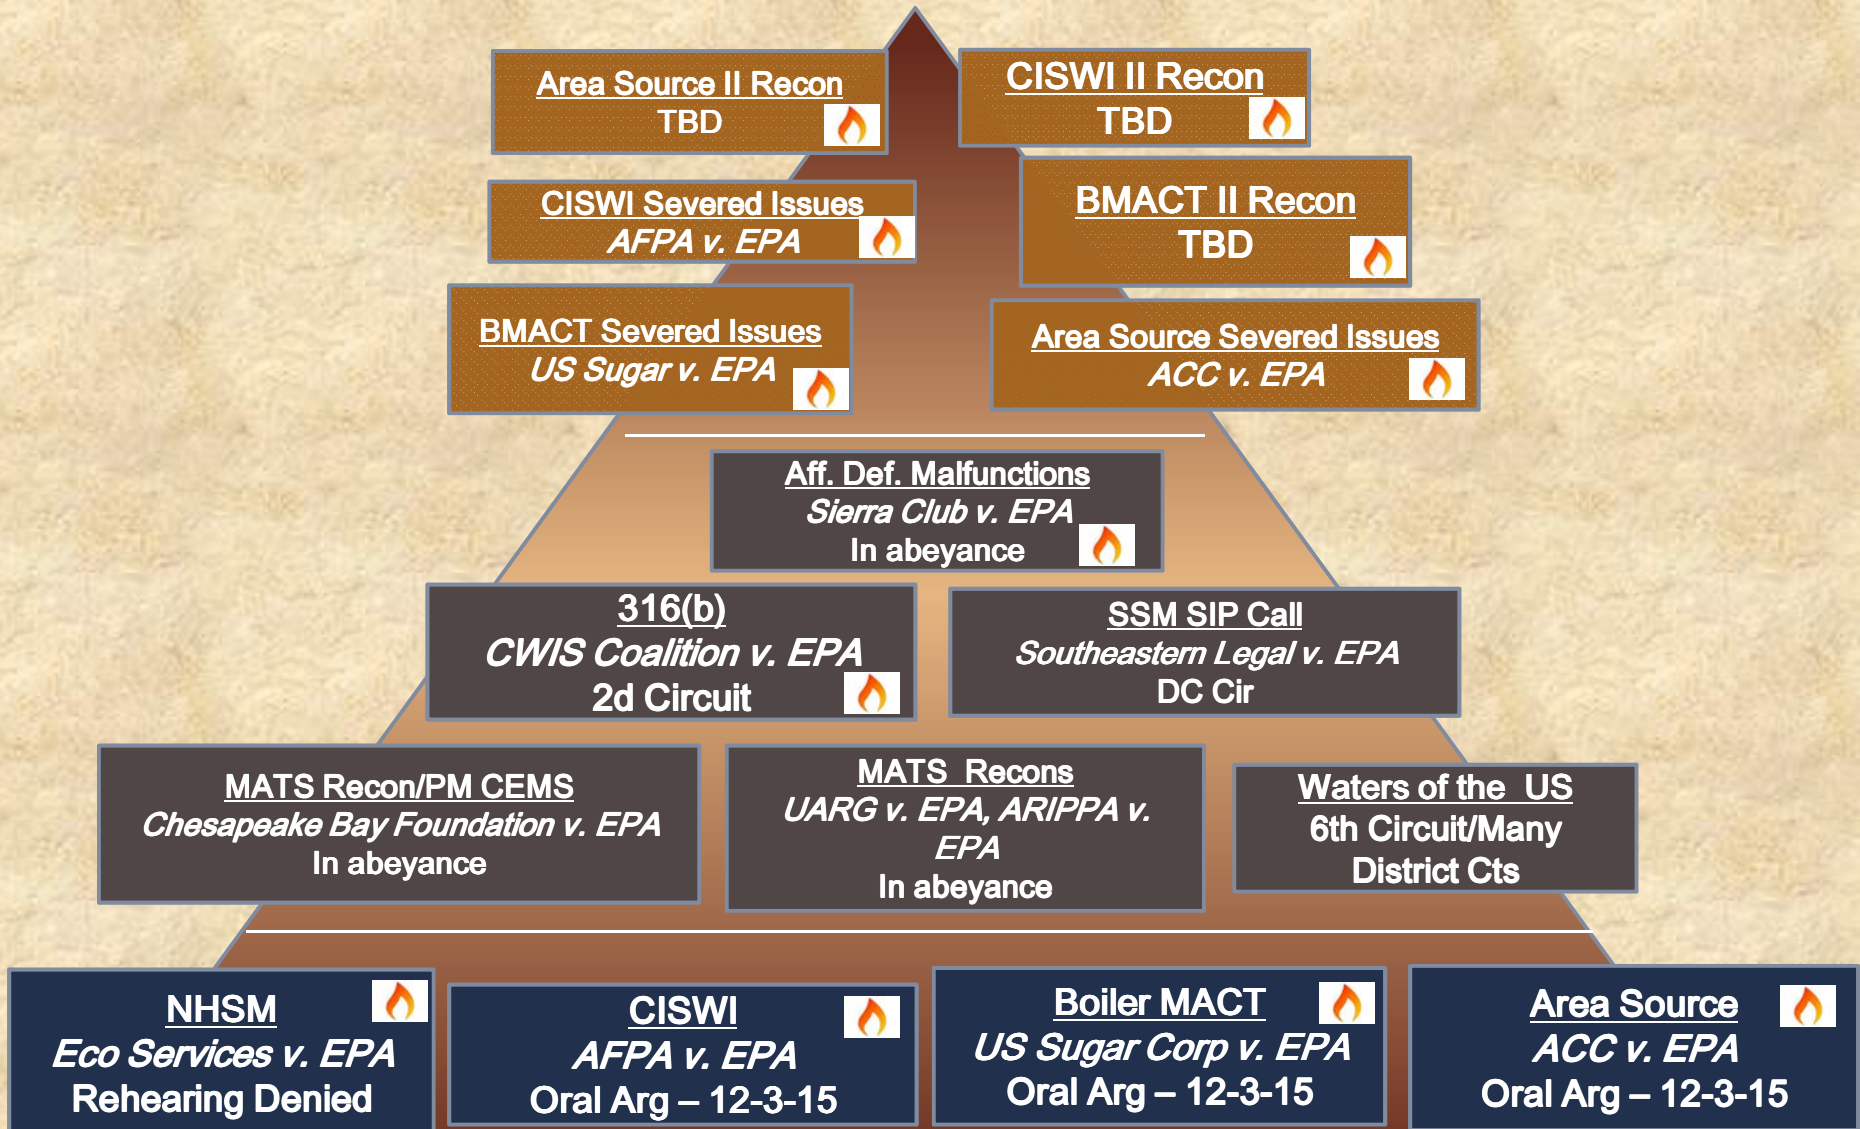 Area Source II Recon
TBD
CISWI II Recon
TBD
CISWI Severed Issues
AFPA v. EPA
BMACT II Recon
TBD
BMACT Severed Issues
US Sugar v. EPA
Area Source Severed Issues
ACC v. EPA
Aff. Def. Malfunctions
Sierra Club v. EPA
In abeyance
316(b)
CWIS Coalition v. EPA
2d Circuit
SSM SIP Call
Southeastern Legal v. EPA
DC Cir
MATS Recon/PM CEMS
Chesapeake Bay Foundation v. EPA
In abeyance
MATS Recons
UARG v. EPA, ARIPPA v.
EPA
In abeyance
Waters of the US
6th Circuit/Many
District Cts
NHSM
Eco Services v. EPA
Rehearing Denied
CISWI
AFPA v. EPA
Oral Arg – 12-3-15
Boiler MACT
US Sugar Corp v. EPA
Oral Arg – 12-3-15
Area Source
ACC v. EPA
Oral Arg – 12-3-15